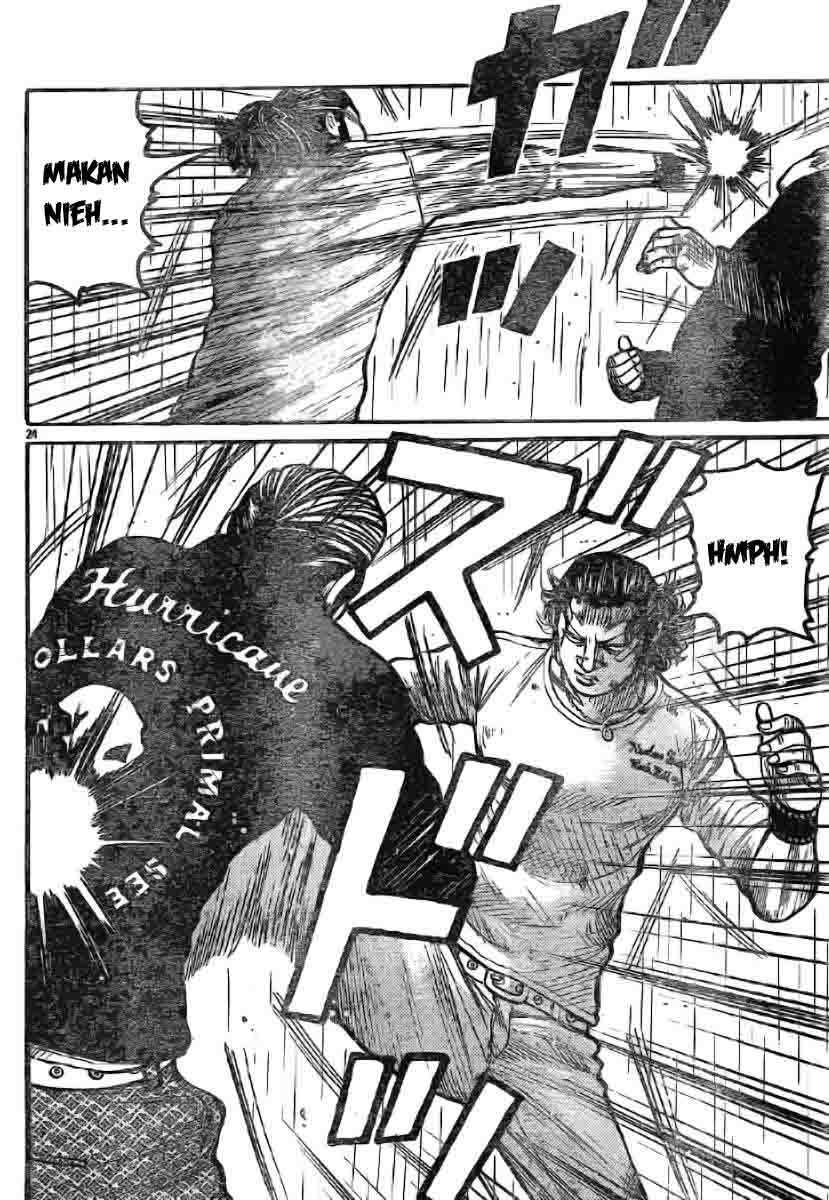 ガッ
MAKAN
NIEH...
24
HMPH!
ズドッ
Hurricane
OLLARS PRIMAL SEE